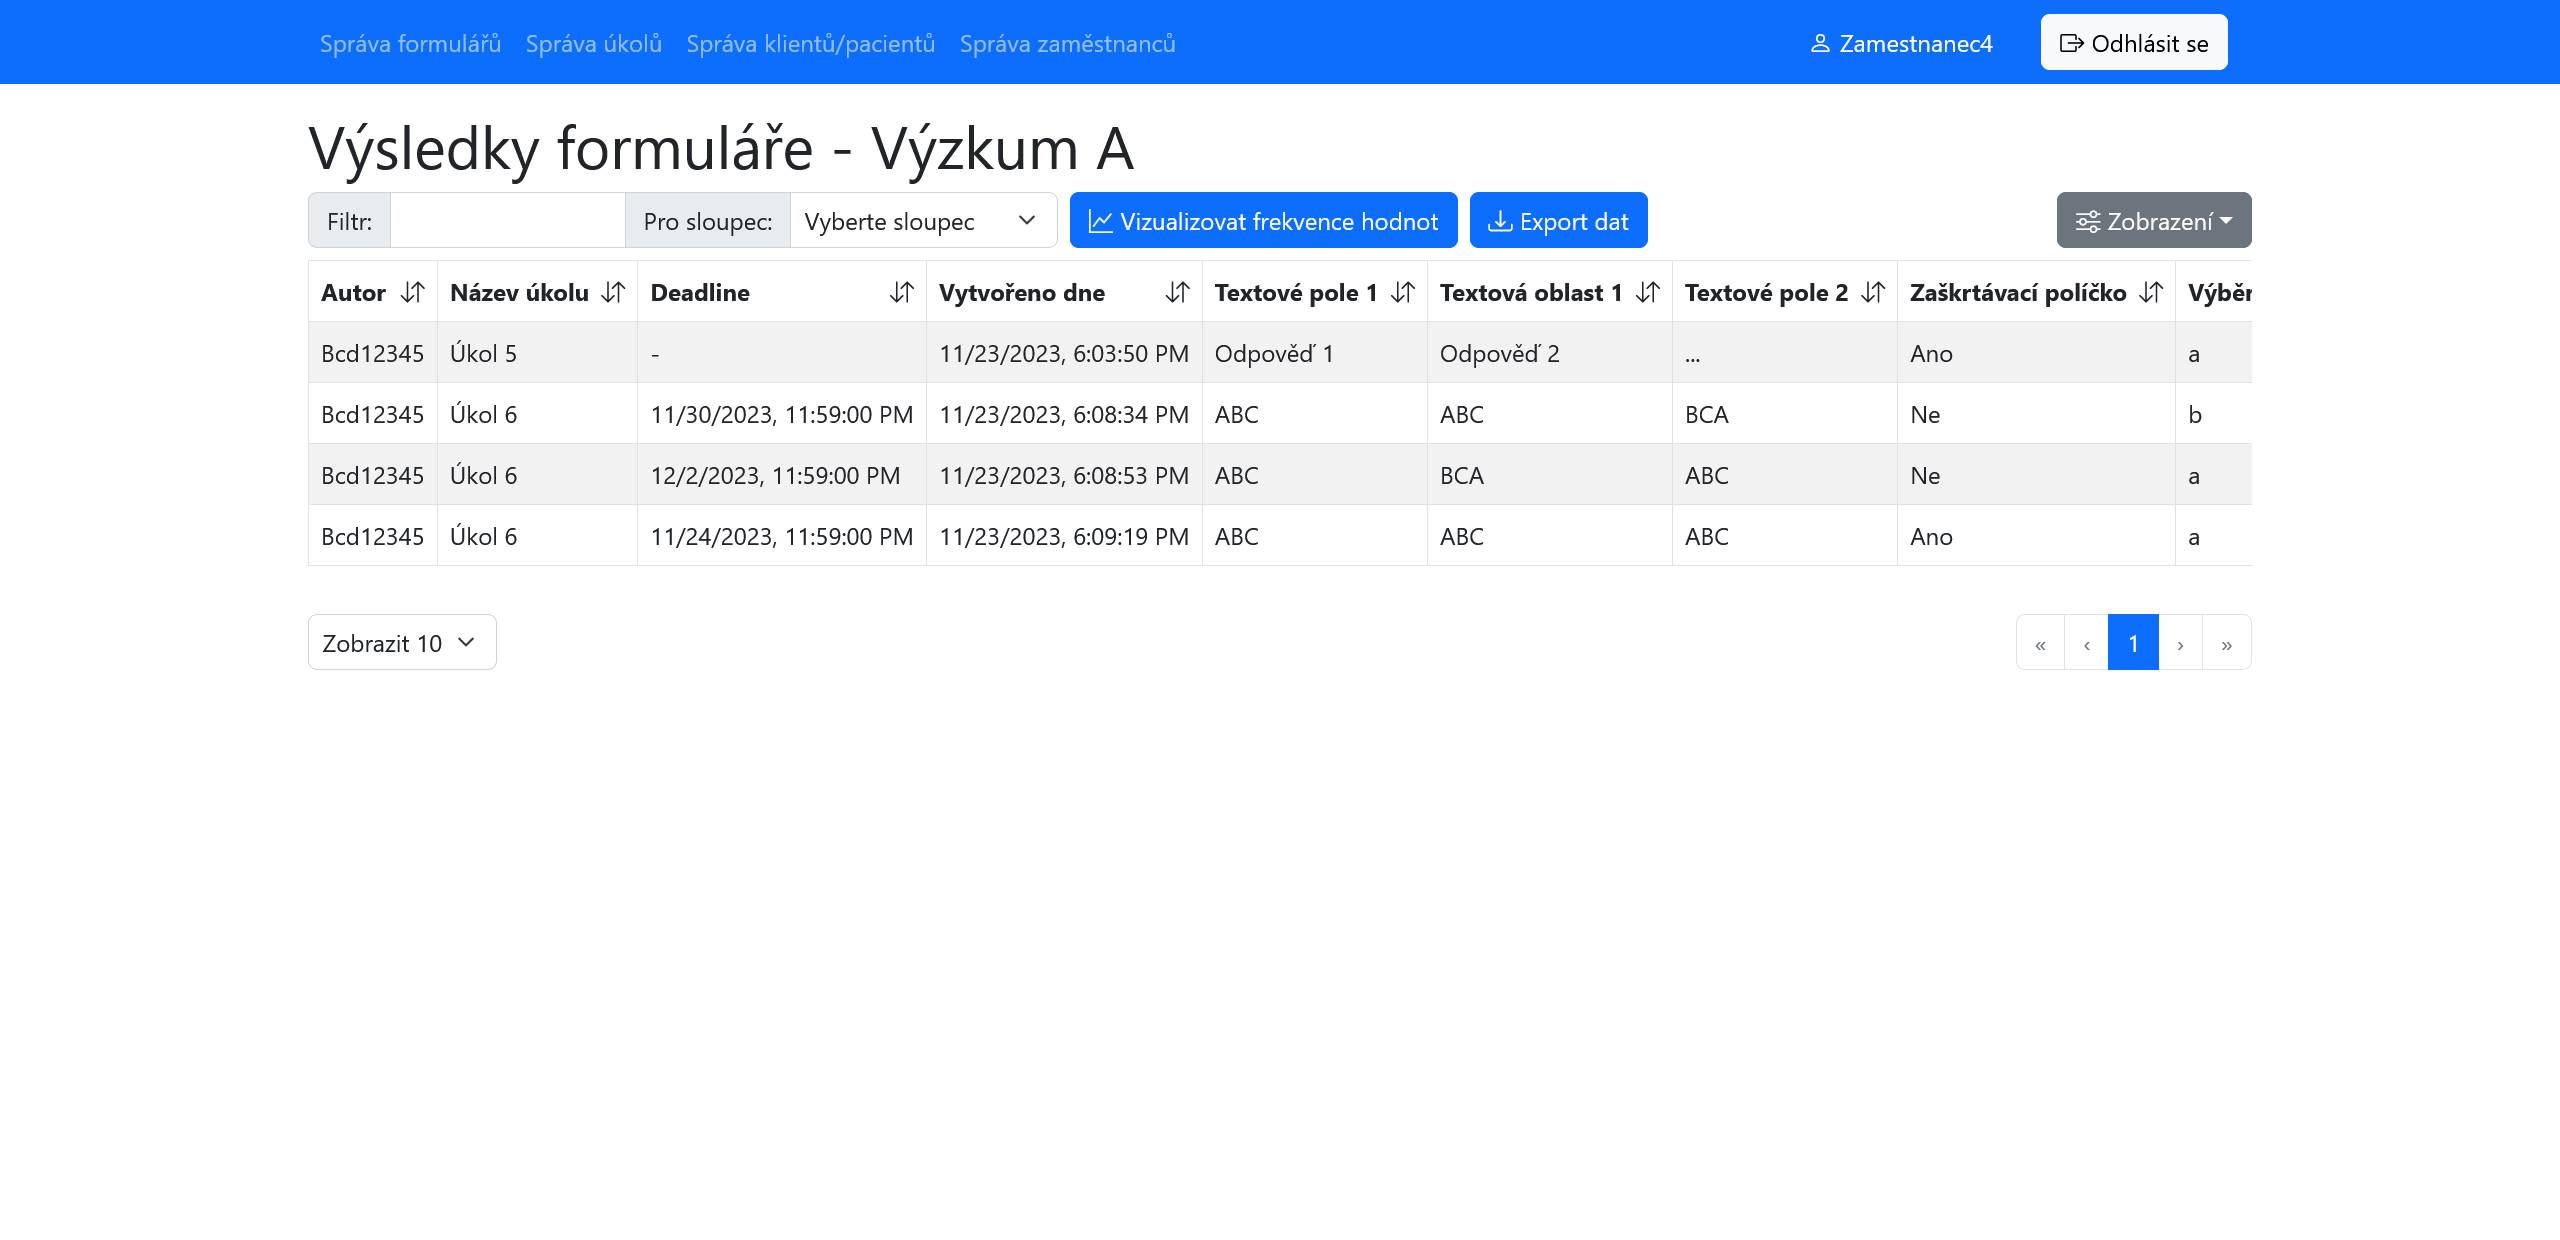 Správa formulářů Správa úkolů Správa klientů/pacientů Správa zaměstnanců Zamestnanec4 Odhlásit se
Výsledky formuláře - Výzkum A
Filtr: Pro sloupec: Vyberte sloupec Vizualizovat frekvence hodnot Export dat Zobrazení
Autor Název úkolu Deadline Vytvořeno dne Textové pole 1 Textová oblast 1 Textové pole 2 Zaškrtávací políčko Výběr
Bcd12345 Úkol 5 - 11/23/2023, 6:03:50 PM Odpověď 1 Odpověď 2 ... Ano a
Bcd12345 Úkol 6 11/30/2023, 11:59:00 PM 11/23/2023, 6:08:34 PM ABC ABC BCA Ne b
Bcd12345 Úkol 6 12/2/2023, 11:59:00 PM 11/23/2023, 6:08:53 PM ABC BCA ABC Ne a
Bcd12345 Úkol 6 11/24/2023, 11:59:00 PM 11/23/2023, 6:09:19 PM ABC ABC ABC Ano a
Zobrazit 10 « ‹ 1 › »